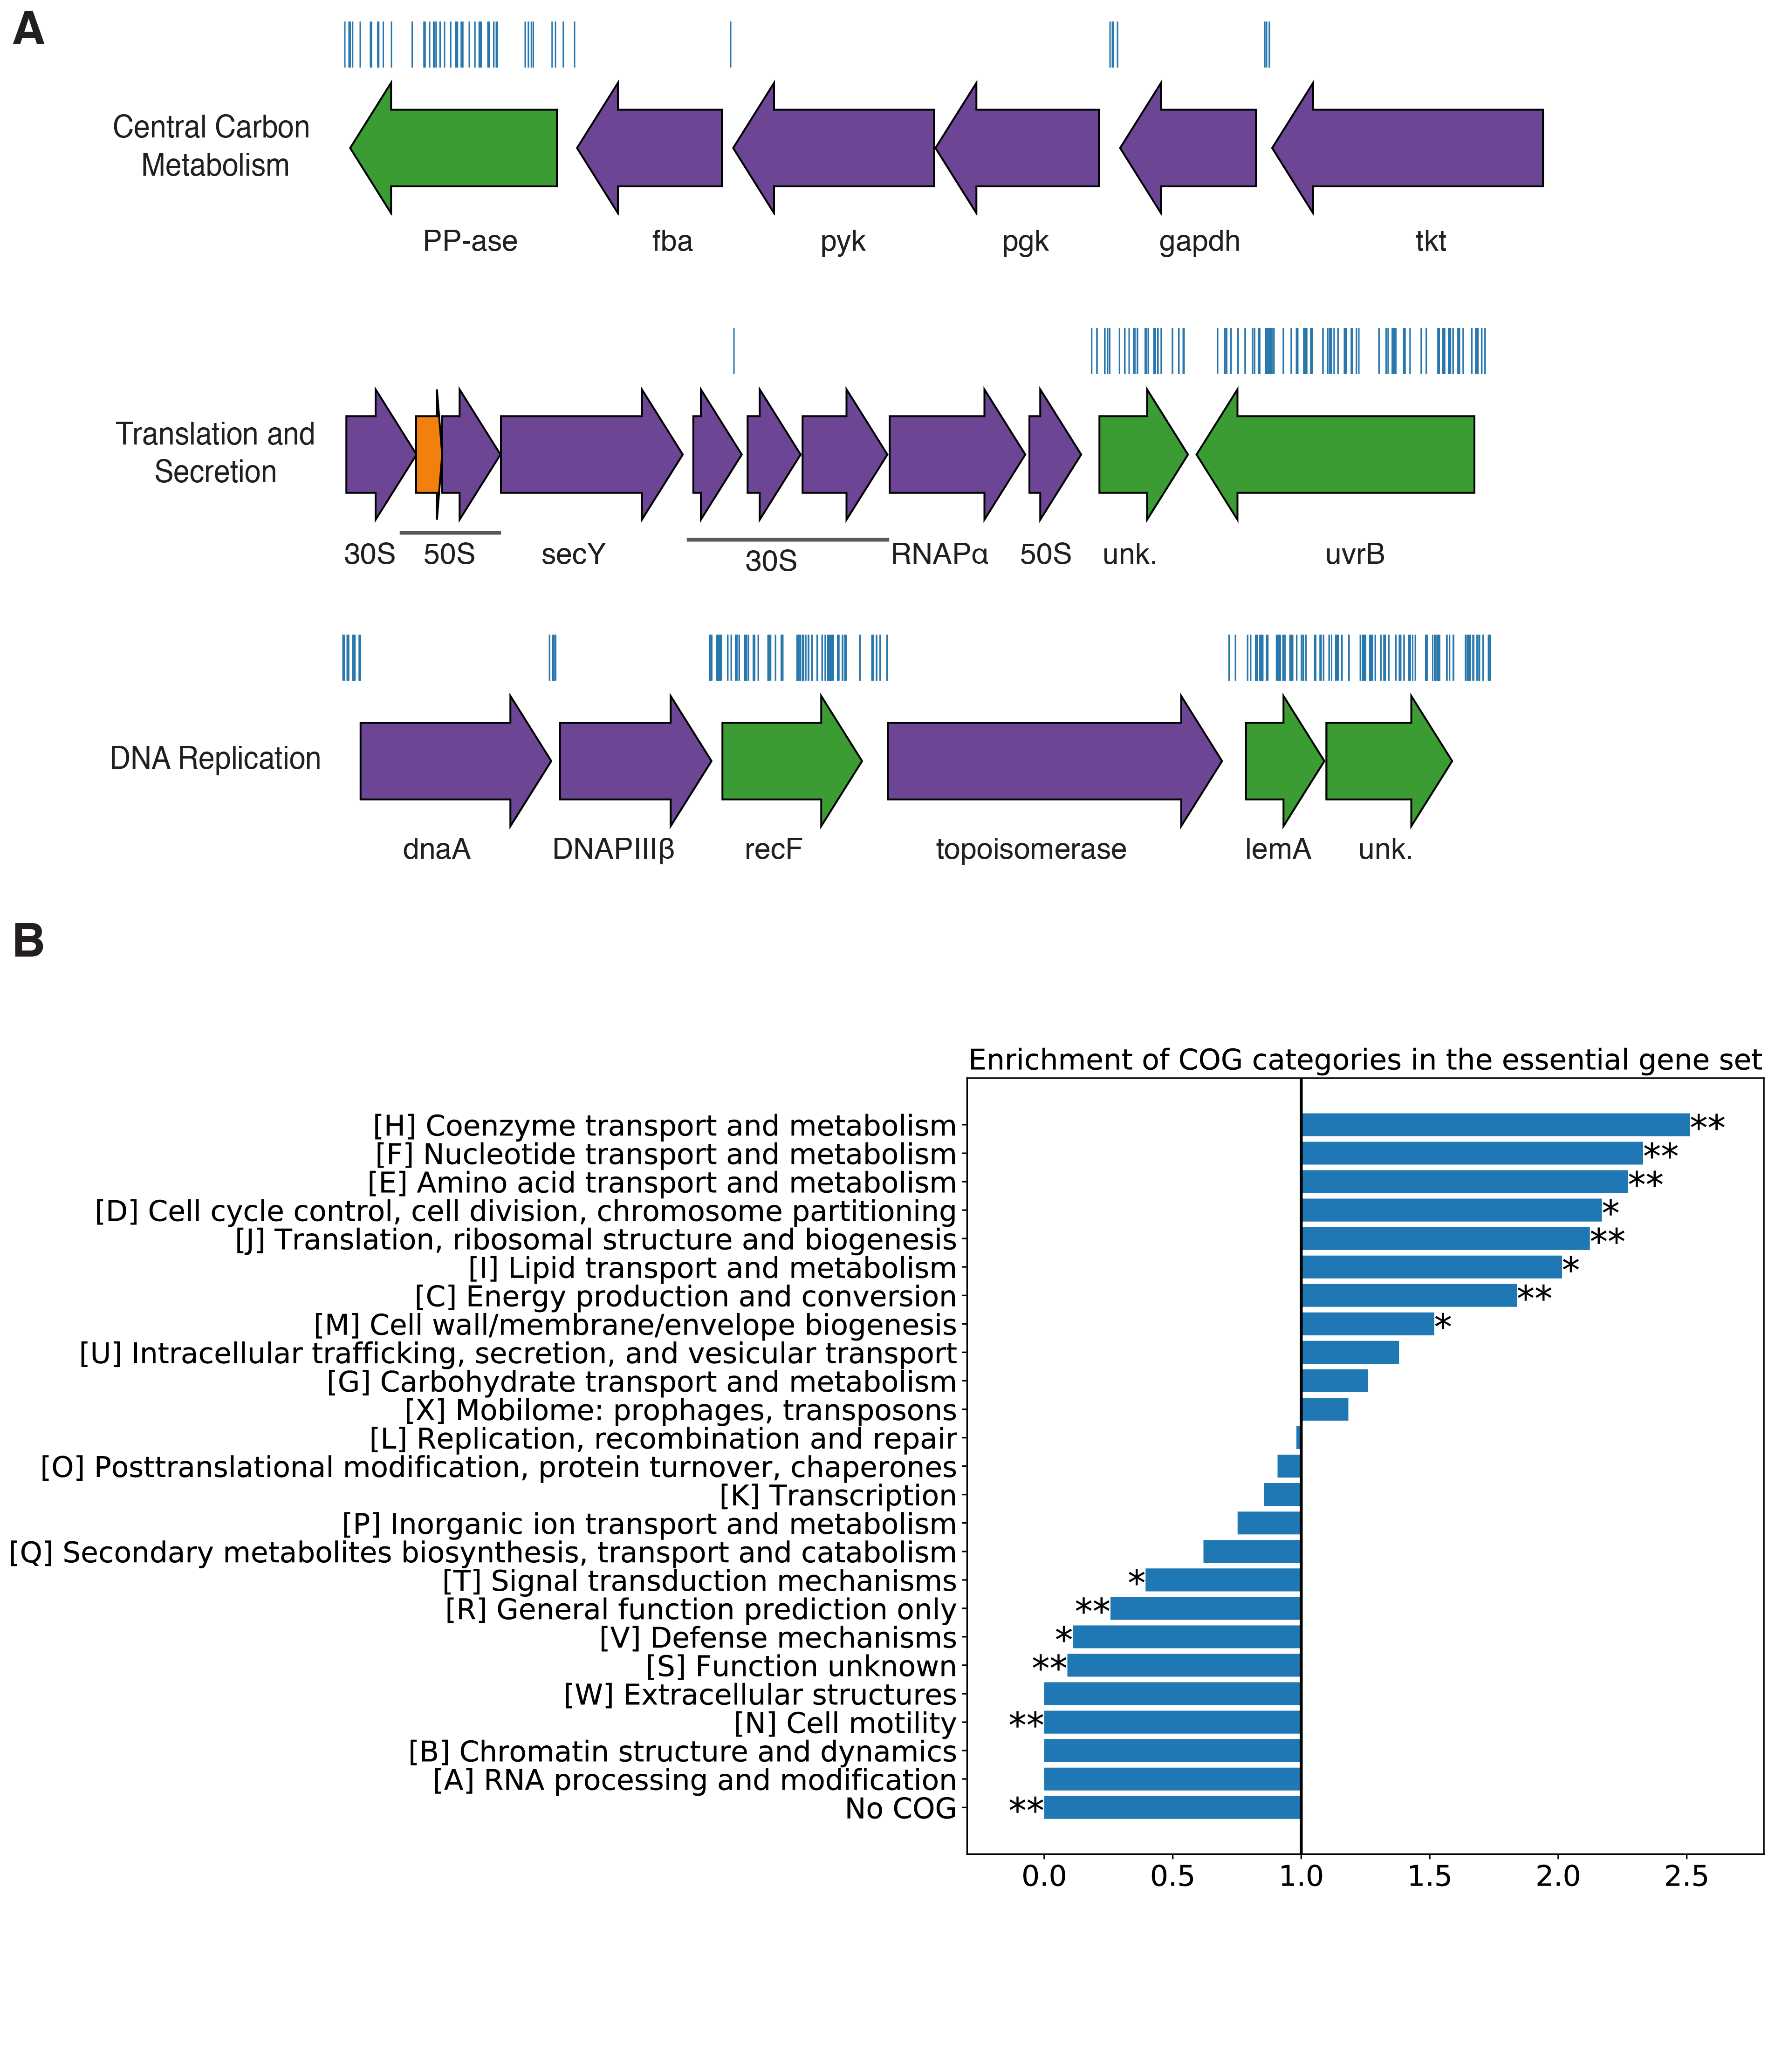 A
Central Carbon
Metabolism
PP-ase fba pyk pgk gapdh tkt
Translation and
Secretion
30S 50S secY 30S RNAPα 50S unk. uvrB
DNA Replication
dnaA DNAPIIIβ recF topoisomerase lemA unk.
B
Enrichment of COG categories in the essential gene set
[H] Coenzyme transport and metabolism **
[F] Nucleotide transport and metabolism **
[E] Amino acid transport and metabolism **
[D] Cell cycle control, cell division, chromosome partitioning *
[J] Translation, ribosomal structure and biogenesis **
[I] Lipid transport and metabolism *
[C] Energy production and conversion **
[M] Cell wall/membrane/envelope biogenesis *
[U] Intracellular trafficking, secretion, and vesicular transport
[G] Carbohydrate transport and metabolism
[X] Mobilome: prophages, transposons
[L] Replication, recombination and repair
[O] Posttranslational modification, protein turnover, chaperones
[K] Transcription
[P] Inorganic ion transport and metabolism
[Q] Secondary metabolites biosynthesis, transport and catabolism
[T] Signal transduction mechanisms *
[R] General function prediction only **
[V] Defense mechanisms *
[S] Function unknown **
[W] Extracellular structures
[N] Cell motility **
[B] Chromatin structure and dynamics
[A] RNA processing and modification
No COG **
0.0 0.5 1.0 1.5 2.0 2.5